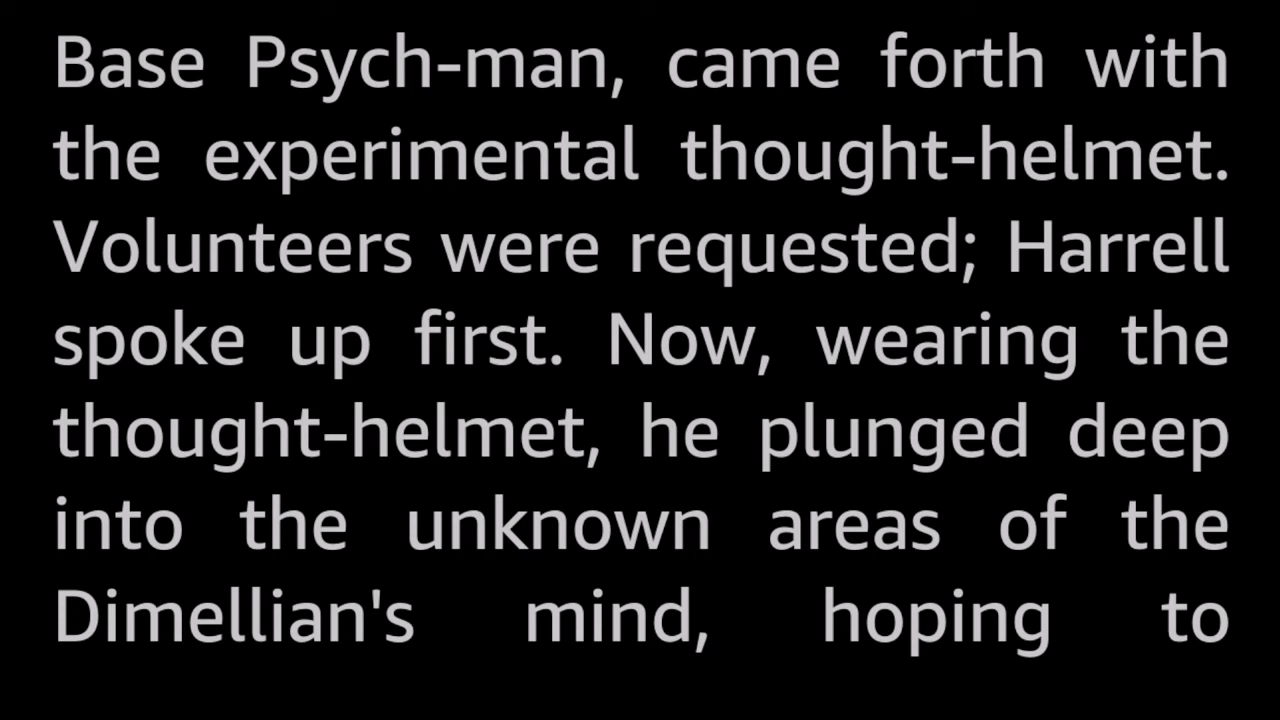 Base Psych-man, came forth with
the experimental thought-helmet.
Volunteers were requested; Harrell
spoke up first. Now, wearing the
thought-helmet, he plunged deep
into the unknown areas of the
Dimellian's mind, hoping to